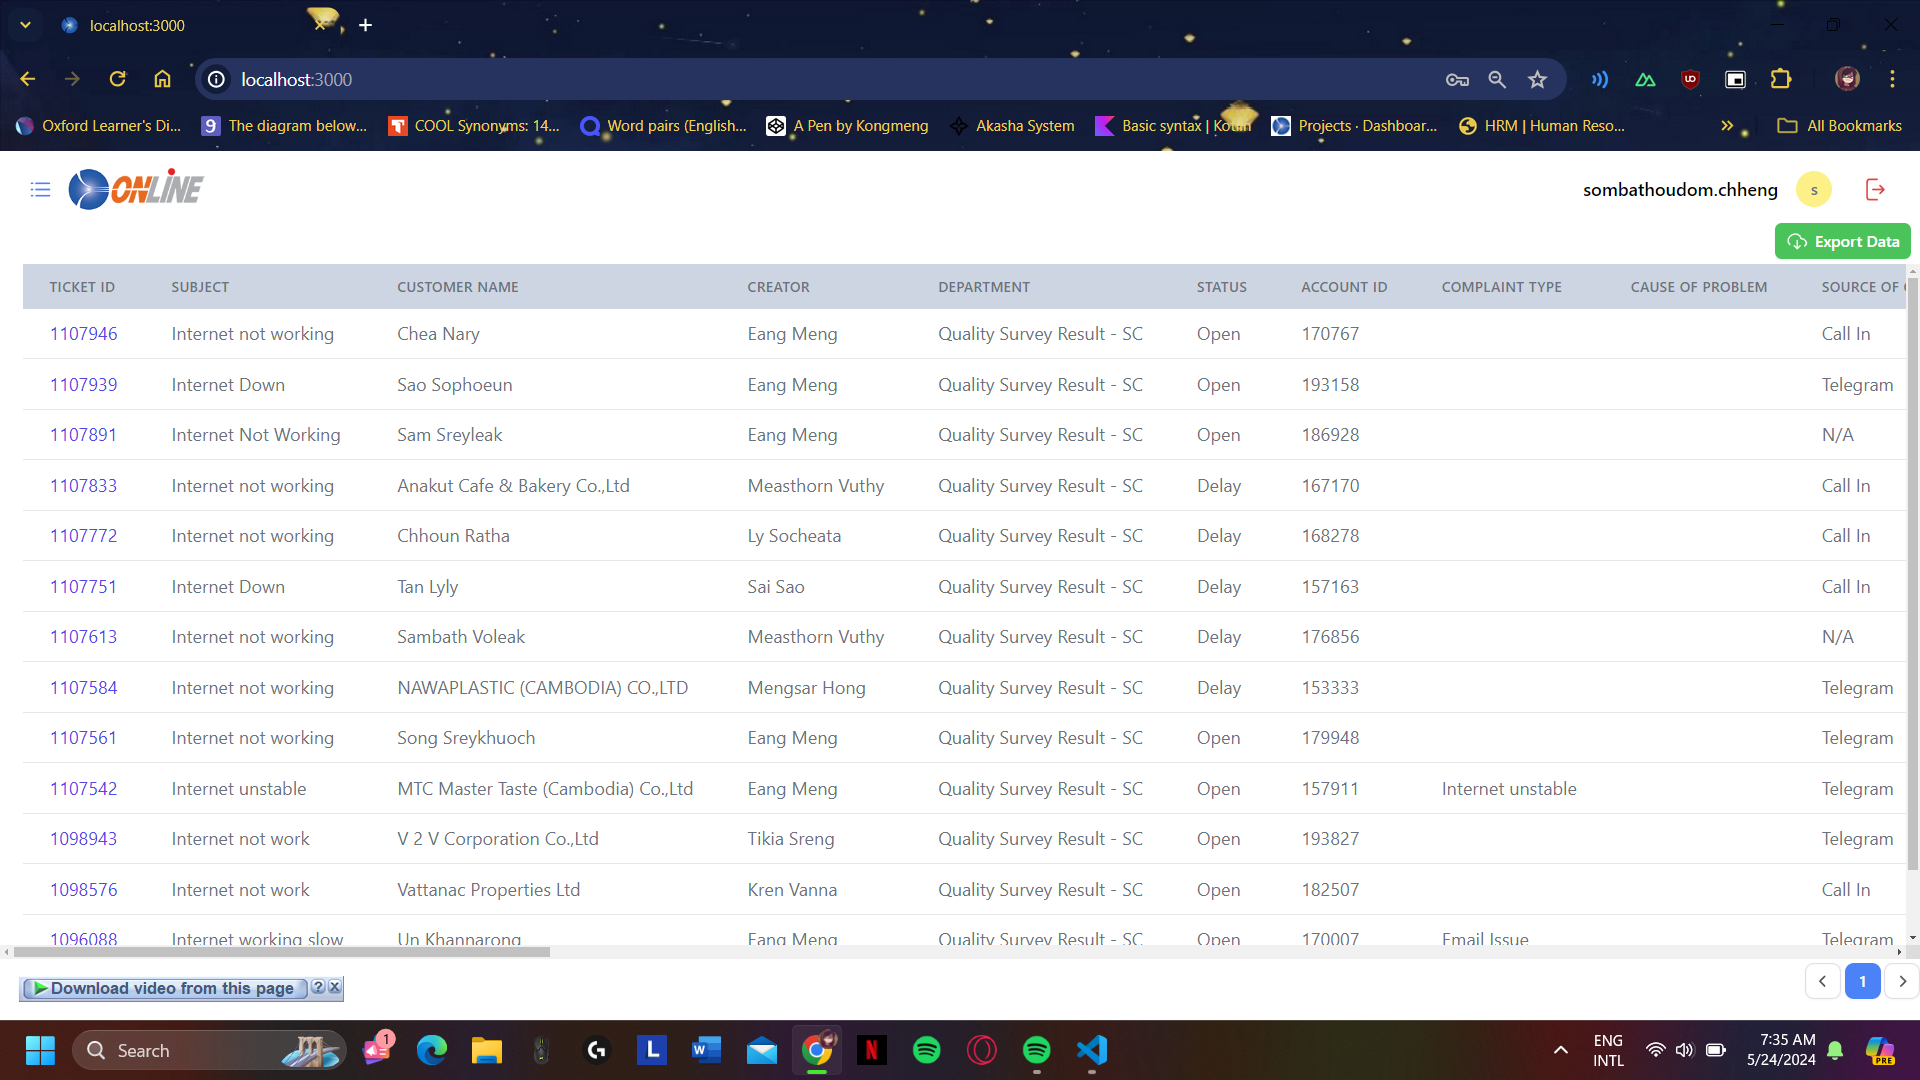 localhost:3000
localhost:3000
Oxford Learner's Di... The diagram below... COOL Synonyms: 14... Word pairs (English... A Pen by Kongmeng Akasha System Basic syntax | Kotlin Projects · Dashboar... HRM | Human Reso... All Bookmarks
ONLINE
sombathoudom.chheng s
Export Data
TICKET ID SUBJECT CUSTOMER NAME CREATOR DEPARTMENT STATUS ACCOUNT ID COMPLAINT TYPE CAUSE OF PROBLEM SOURCE OF
1107946 Internet not working Chea Nary Eang Meng Quality Survey Result - SC Open 170767 Call In
1107939 Internet Down Sao Sophoeun Eang Meng Quality Survey Result - SC Open 193158 Telegram
1107891 Internet Not Working Sam Sreyleak Eang Meng Quality Survey Result - SC Open 186928 N/A
1107833 Internet not working Anakut Cafe & Bakery Co.,Ltd Measthorn Vuthy Quality Survey Result - SC Delay 167170 Call In
1107772 Internet not working Chhoun Ratha Ly Socheata Quality Survey Result - SC Delay 168278 Call In
1107751 Internet Down Tan Lyly Sai Sao Quality Survey Result - SC Delay 157163 Call In
1107613 Internet not working Sambath Voleak Measthorn Vuthy Quality Survey Result - SC Delay 176856 N/A
1107584 Internet not working NAWAPLASTIC (CAMBODIA) CO.,LTD Mengsar Hong Quality Survey Result - SC Delay 153333 Telegram
1107561 Internet not working Song Sreykhuoch Eang Meng Quality Survey Result - SC Open 179948 Telegram
1107542 Internet unstable MTC Master Taste (Cambodia) Co.,Ltd Eang Meng Quality Survey Result - SC Open 157911 Internet unstable Telegram
1098943 Internet not work V 2 V Corporation Co.,Ltd Tikia Sreng Quality Survey Result - SC Open 193827 Telegram
1098576 Internet not work Vattanac Properties Ltd Kren Vanna Quality Survey Result - SC Open 182507 Call In
1096088 Internet working slow Un Khannarong Eang Meng Quality Survey Result - SC Open 170007 Email Issue Telegram
Download video from this page ? X
1
Search
1
ENG
INTL
7:35 AM
5/24/2024
PRE